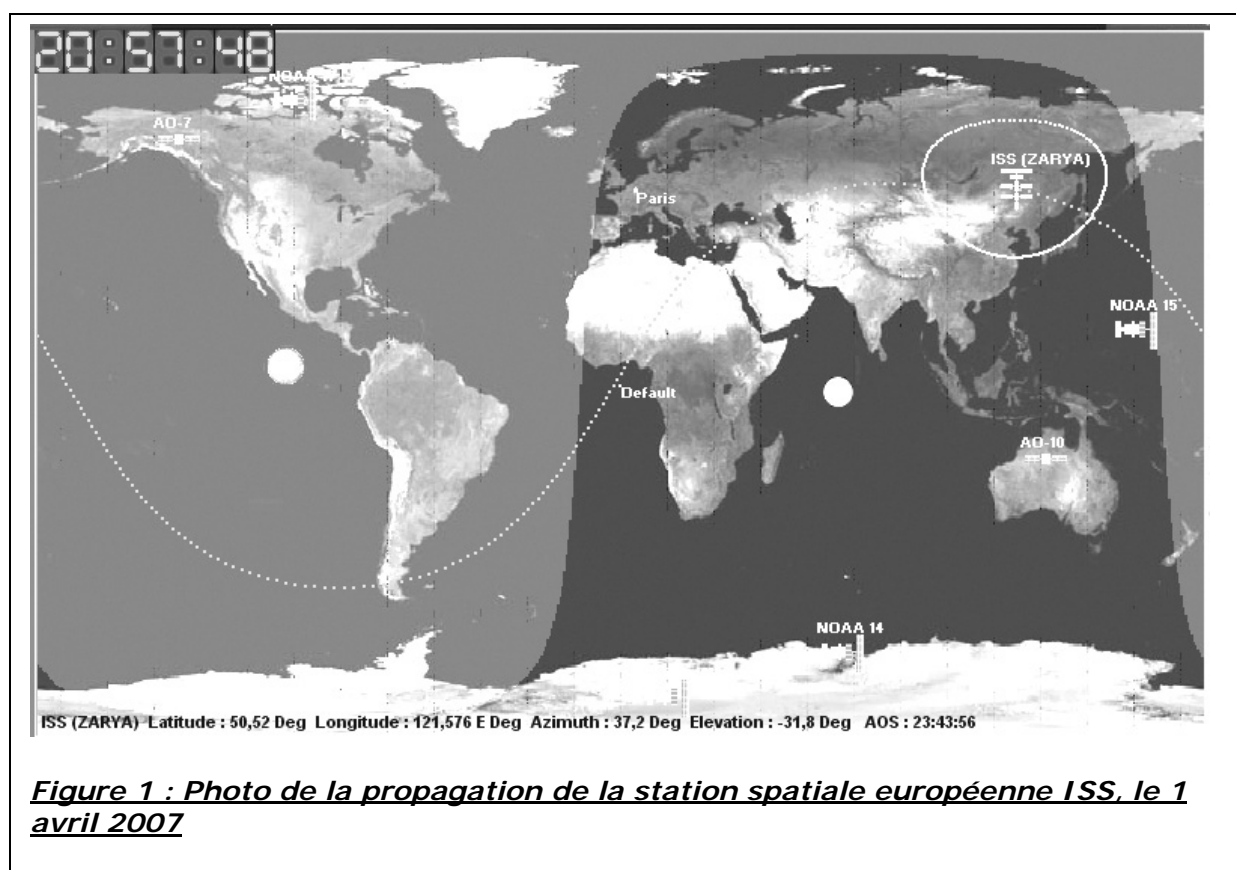 20:57:48
AO-7
ISS (ZARYA)
Paris
NOAA 15
Default
AO-10
NOAA 14
ISS (ZARYA) Latitude : 50,52 Deg Longitude : 121,576 E Deg Azimuth : 37,2 Deg Elevation : -31,8 Deg AOS : 23:43:56
Figure 1 : Photo de la propagation de la station spatiale européenne ISS, le 1
avril 2007